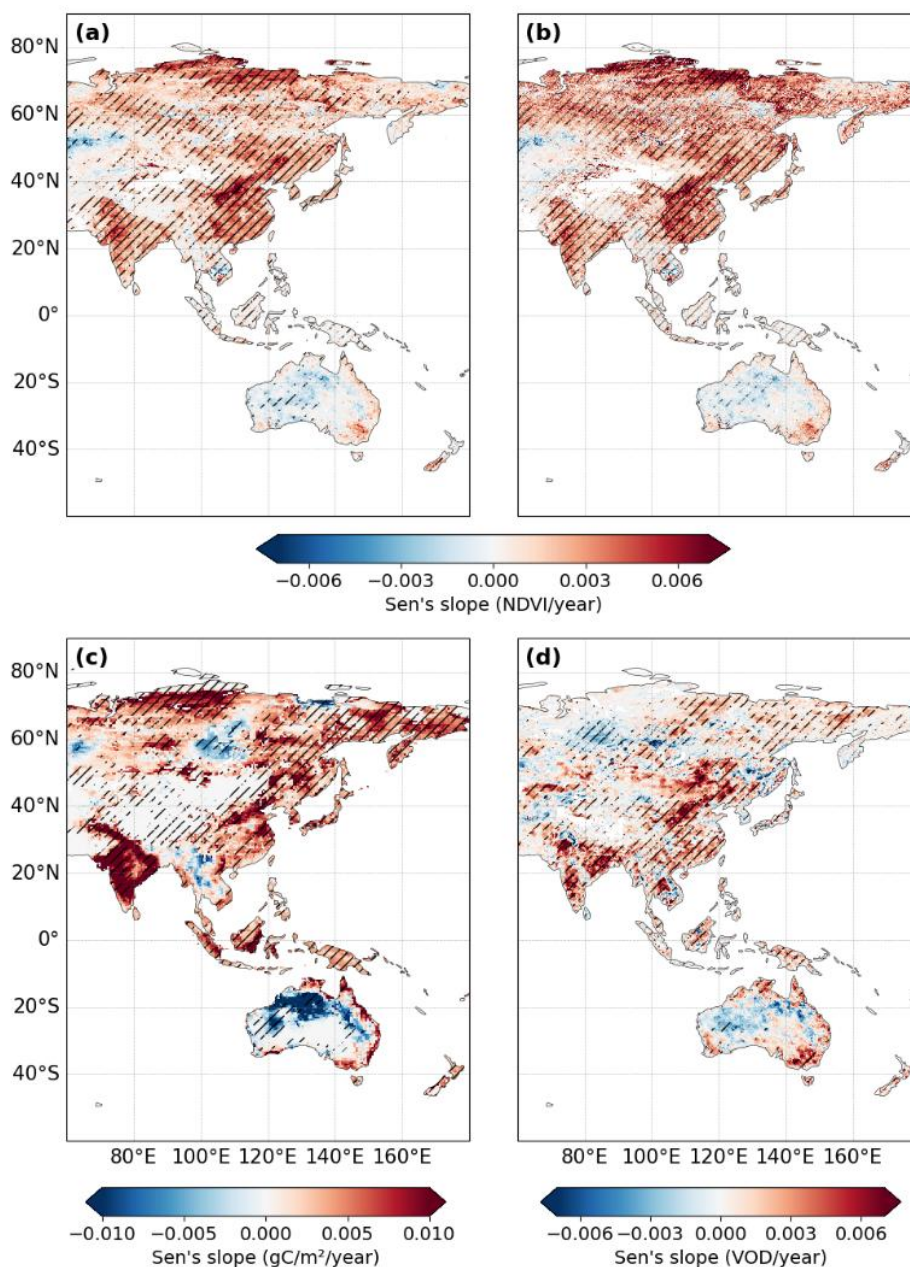 (a) (b)
80°N
60°N
40°N
20°N
0°
20°S
40°S
−0.006 −0.003 0.000 0.003 0.006
Sen's slope (NDVI/year)
(c) (d)
80°N
60°N
40°N
20°N
0°
20°S
40°S
80°E 100°E 120°E 140°E 160°E 80°E 100°E 120°E 140°E 160°E
−0.010 −0.005 0.000 0.005 0.010 −0.006 −0.003 0.000 0.003 0.006
Sen's slope (gC/m²/year) Sen's slope (VOD/year)